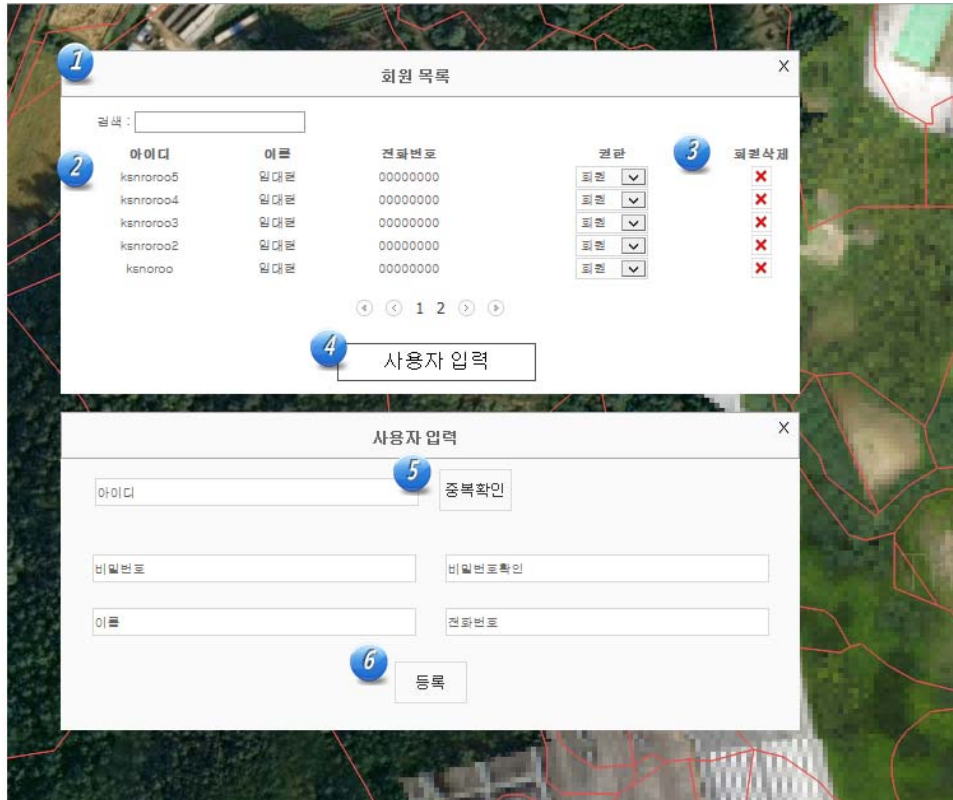 1
회원 목록
X
검색 :
2
아이디 이름 전화번호 권한 3 회원삭제
ksnroroo5 임대현 00000000 회원
ksnroroo4 임대현 00000000 회원
ksnroroo3 임대현 00000000 회원
ksnroroo2 임대현 00000000 회원
ksnoroo 임대현 00000000 회원
1 2
4 사용자 입력
사용자 입력
X
아이디 5 중복확인
비밀번호 비밀번호확인
이름 전화번호
6 등록